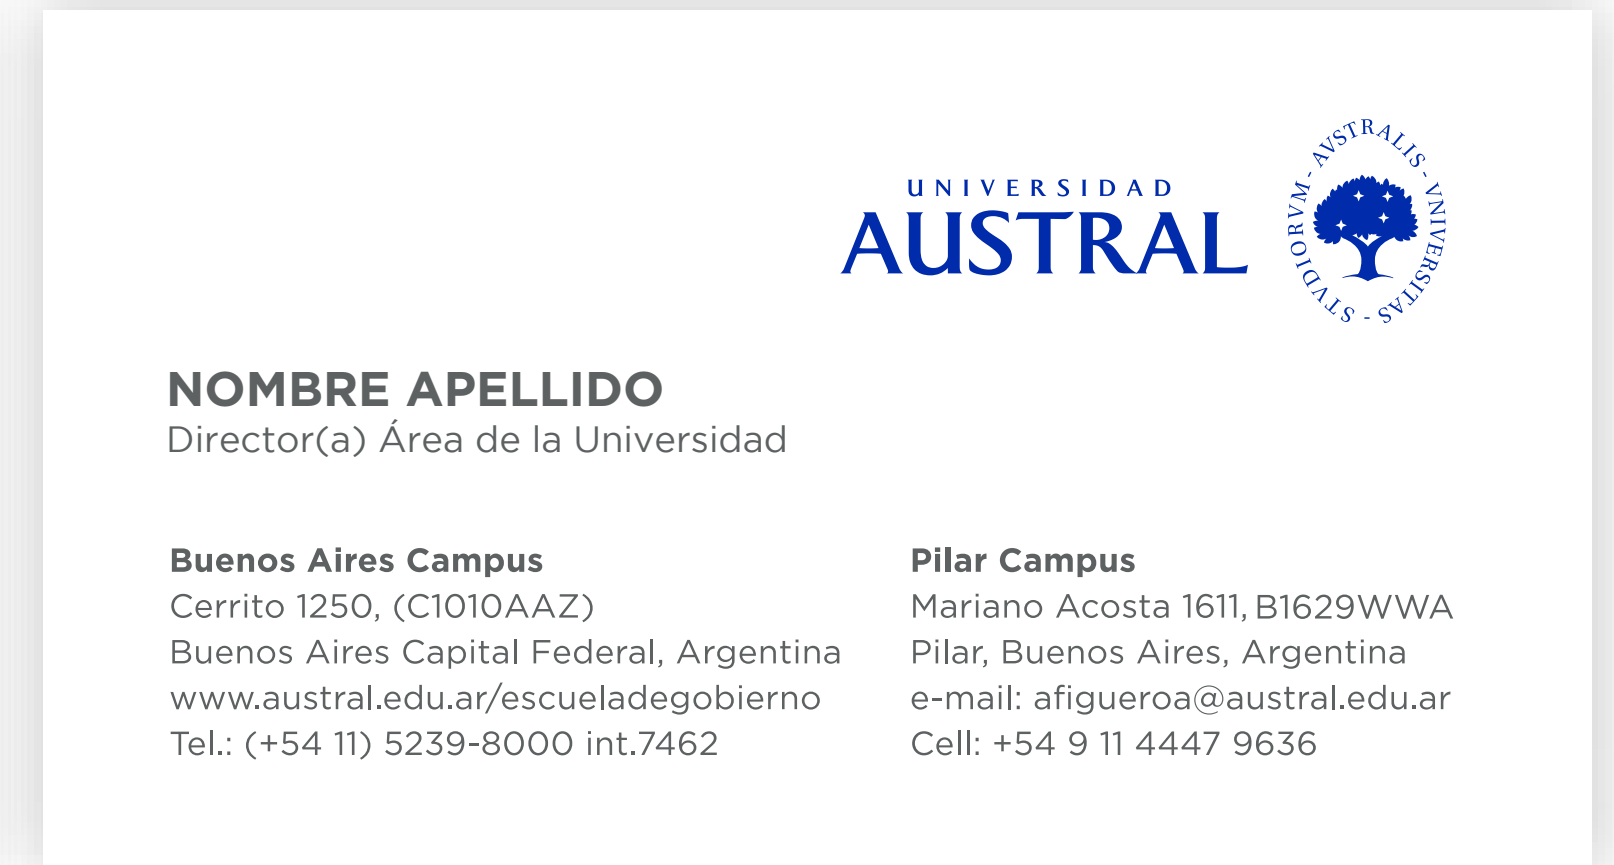 UNIVERSIDAD
AUSTRAL
STVDIORVM - AVSTRALIS - VNIVERSITAS -
NOMBRE APELLIDO
Director(a) Área de la Universidad
Buenos Aires Campus
Cerrito 1250, (C1010AAZ)
Buenos Aires Capital Federal, Argentina
www.austral.edu.ar/escueladegobierno
Tel.: (+54 11) 5239-8000 int.7462
Pilar Campus
Mariano Acosta 1611, B1629WWA
Pilar, Buenos Aires, Argentina
e-mail: afigueroa@austral.edu.ar
Cell: +54 9 11 4447 9636